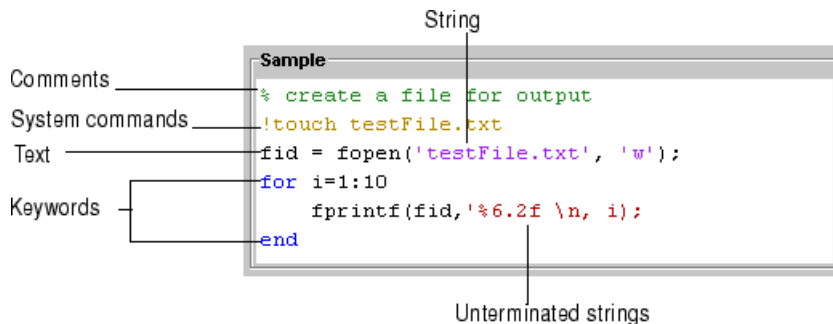 String
Sample
Comments
% create a file for output
System commands
!touch testFile.txt
Text
fid = fopen('testFile.txt', 'w');
for i=1:10
Keywords
fprintf(fid,'%6.2f \n, i);
end
Unterminated strings